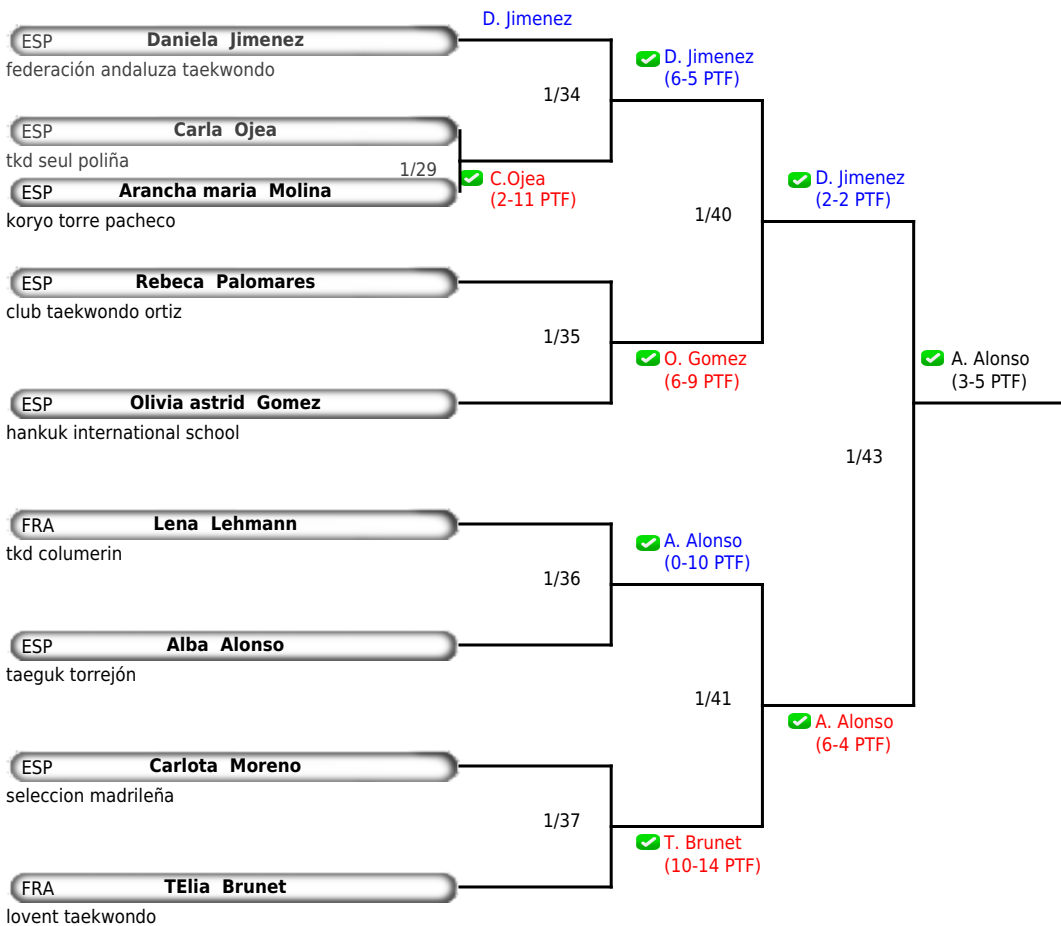 D. Jimenez
ESP Daniela Jimenez
federación andaluza taekwondo
D. Jimenez
(6-5 PTF)
1/34
ESP Carla Ojea
tkd seul poliña
1/29
C.Ojea
(2-11 PTF)
ESP Arancha maria Molina
koryo torre pacheco
D. Jimenez
(2-2 PTF)
1/40
ESP Rebeca Palomares
club taekwondo ortiz
1/35
O. Gomez
(6-9 PTF)
A. Alonso
(3-5 PTF)
ESP Olivia astrid Gomez
hankuk international school
1/43
FRA Lena Lehmann
tkd columerin
A. Alonso
(0-10 PTF)
1/36
ESP Alba Alonso
taeguk torrejón
1/41
A. Alonso
(6-4 PTF)
ESP Carlota Moreno
seleccion madrileña
1/37
T. Brunet
(10-14 PTF)
FRA TElia Brunet
lovent taekwondo